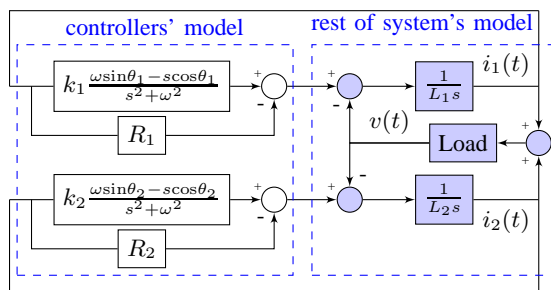 controllers' model
rest of system's model
k₁ (ωsinθ₁−scosθ₁)/(s²+ω²)
+
-
+
-
1/(L₁s)
i₁(t)
R₁
v(t)
Load
+
+
k₂ (ωsinθ₂−scosθ₂)/(s²+ω²)
+
-
+
-
1/(L₂s)
i₂(t)
R₂